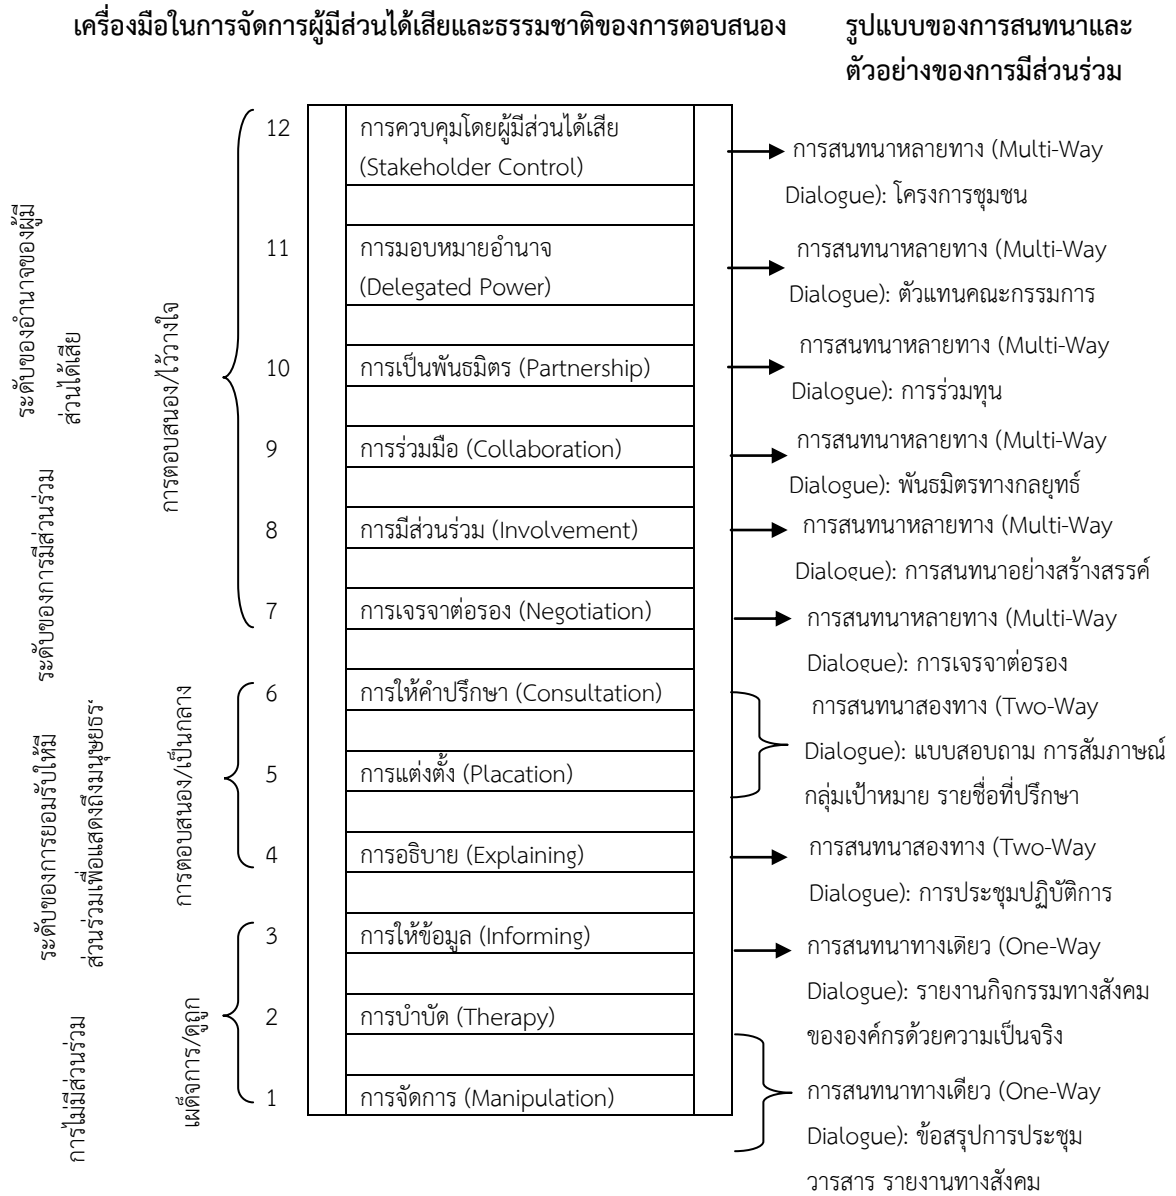 เครื่องมือในการจัดการผู้มีส่วนได้เสียและธรรมชาติของการตอบสนอง
รูปแบบของการสนทนาและ
ตัวอย่างของการมีส่วนร่วม
ระดับของอำนาจของผู้มี
ส่วนได้เสีย
ระดับของการมีส่วนร่วม
ระดับของการยอมรับให้มี
ส่วนร่วมเพื่อแสดงถึงมนุษยธร
การไม่มีส่วนร่วม
การตอบสนอง/ไว้วางใจ
การตอบสนอง/เป็นกลาง
เผด็จการ/ดูถูก
12 การควบคุมโดยผู้มีส่วนได้เสีย
(Stakeholder Control)
การสนทนาหลายทาง (Multi-Way
Dialogue): โครงการชุมชน
11 การมอบหมายอำนาจ
(Delegated Power)
การสนทนาหลายทาง (Multi-Way
Dialogue): ตัวแทนคณะกรรมการ
10 การเป็นพันธมิตร (Partnership)
การสนทนาหลายทาง (Multi-Way
Dialogue): การร่วมทุน
9 การร่วมมือ (Collaboration)
การสนทนาหลายทาง (Multi-Way
Dialogue): พันธมิตรทางกลยุทธ์
8 การมีส่วนร่วม (Involvement)
การสนทนาหลายทาง (Multi-Way
Dialogue): การสนทนาอย่างสร้างสรรค์
7 การเจรจาต่อรอง (Negotiation)
การสนทนาหลายทาง (Multi-Way
Dialogue): การเจรจาต่อรอง
6 การให้คำปรึกษา (Consultation)
การสนทนาสองทาง (Two-Way
Dialogue): แบบสอบถาม การสัมภาษณ์
กลุ่มเป้าหมาย รายชื่อที่ปรึกษา
5 การแต่งตั้ง (Placation)
4 การอธิบาย (Explaining)
การสนทนาสองทาง (Two-Way
Dialogue): การประชุมปฏิบัติการ
3 การให้ข้อมูล (Informing)
การสนทนาทางเดียว (One-Way
Dialogue): รายงานกิจกรรมทางสังคม
ขององค์กรด้วยความเป็นจริง
2 การบำบัด (Therapy)
1 การจัดการ (Manipulation)
การสนทนาทางเดียว (One-Way
Dialogue): ข้อสรุปการประชุม
วารสาร รายงานทางสังคม